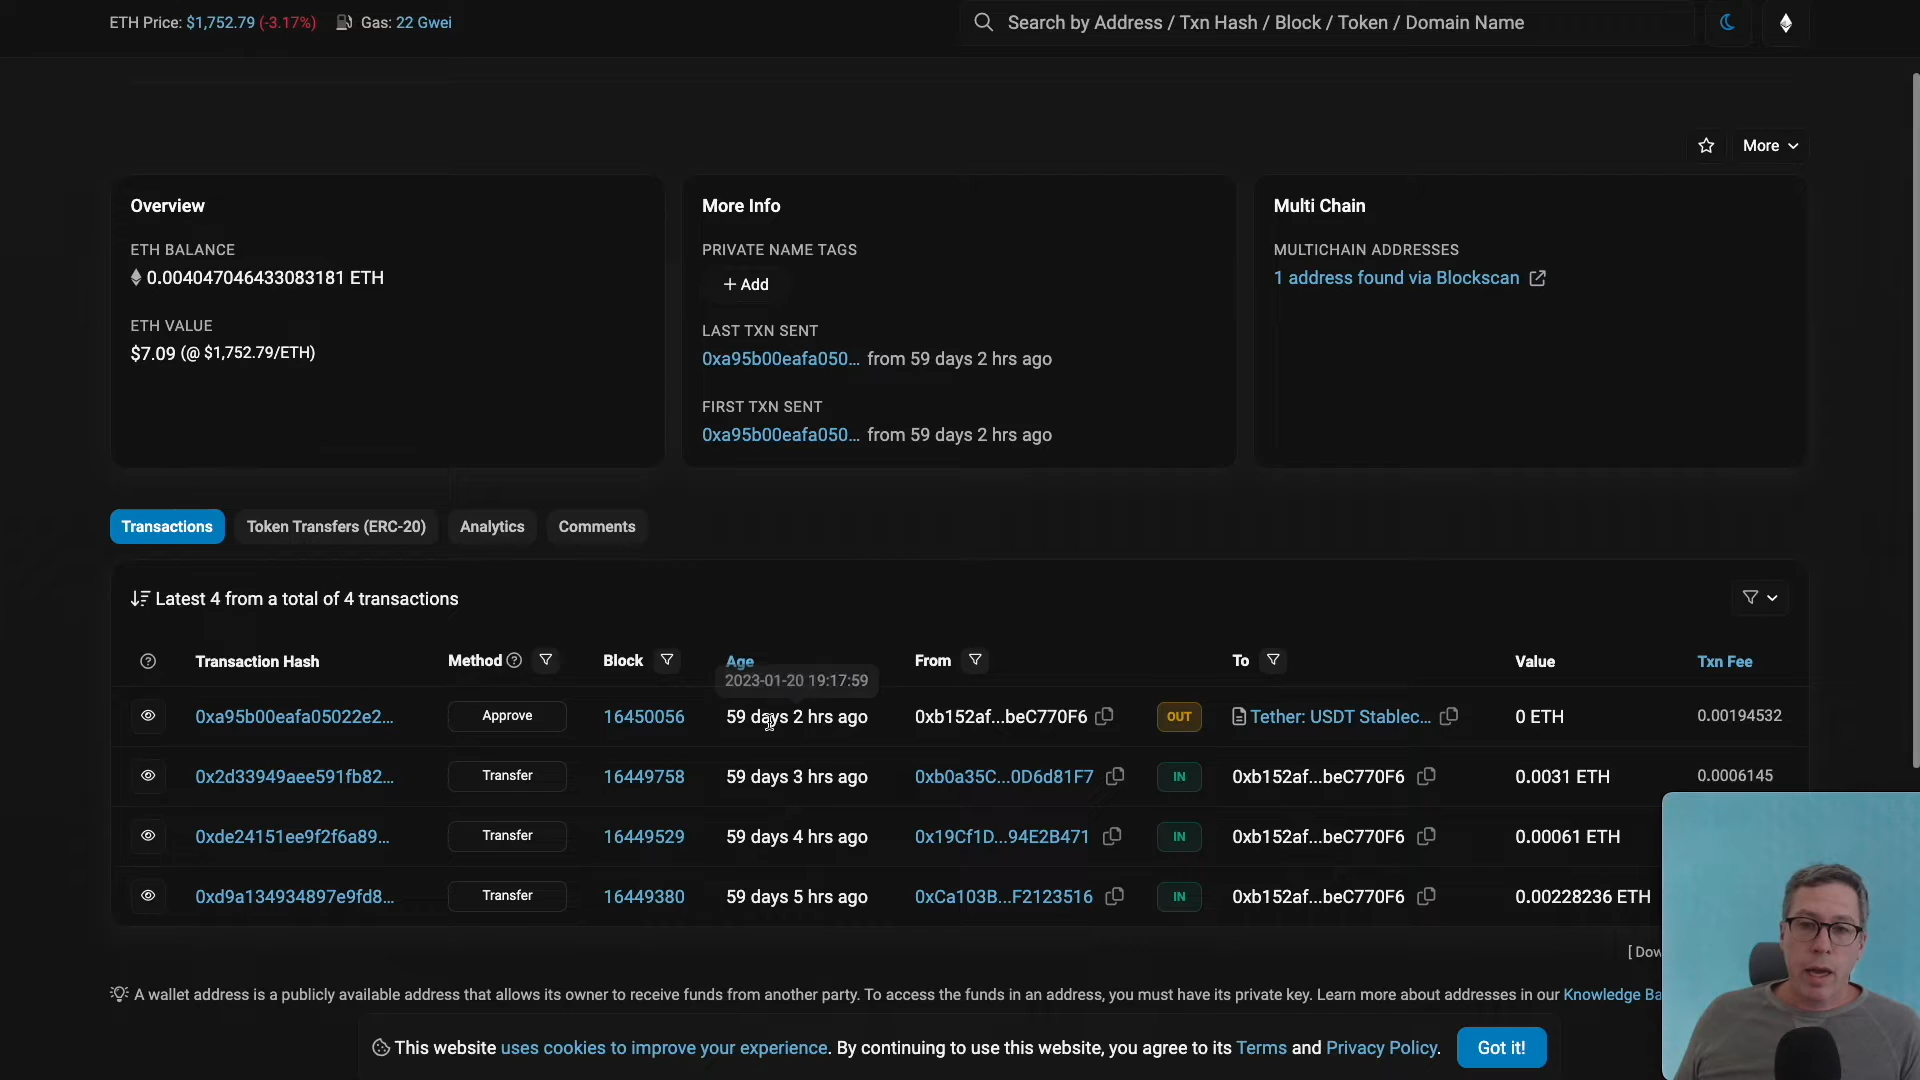 ETH Price: $1,752.79 (-3.17%) Gas: 22 Gwei
Search by Address / Txn Hash / Block / Token / Domain Name
More
Overview
ETH BALANCE
0.004047046433083181 ETH
ETH VALUE
$7.09 (@ $1,752.79/ETH)
More Info
PRIVATE NAME TAGS
+ Add
LAST TXN SENT
0xa95b00eafa050... from 59 days 2 hrs ago
FIRST TXN SENT
0xa95b00eafa050... from 59 days 2 hrs ago
Multi Chain
MULTICHAIN ADDRESSES
1 address found via Blockscan
Transactions Token Transfers (ERC-20) Analytics Comments
Latest 4 from a total of 4 transactions
Transaction Hash Method Block Age From To Value Txn Fee
2023-01-20 19:17:59
0xa95b00eafa05022e2... Approve 16450056 59 days 2 hrs ago 0xb152af...beC770F6 OUT Tether: USDT Stablec... 0 ETH 0.00194532
0x2d33949aee591fb82... Transfer 16449758 59 days 3 hrs ago 0xb0a35C...0D6d81F7 IN 0xb152af...beC770F6 0.0031 ETH 0.0006145
0xde24151ee9f2f6a89... Transfer 16449529 59 days 4 hrs ago 0x19Cf1D...94E2B471 IN 0xb152af...beC770F6 0.00061 ETH
0xd9a134934897e9fd8... Transfer 16449380 59 days 5 hrs ago 0xCa103B...F2123516 IN 0xb152af...beC770F6 0.00228236 ETH
[ Dow
A wallet address is a publicly available address that allows its owner to receive funds from another party. To access the funds in an address, you must have its private key. Learn more about addresses in our Knowledge Ba
This website uses cookies to improve your experience. By continuing to use this website, you agree to its Terms and Privacy Policy. Got it!